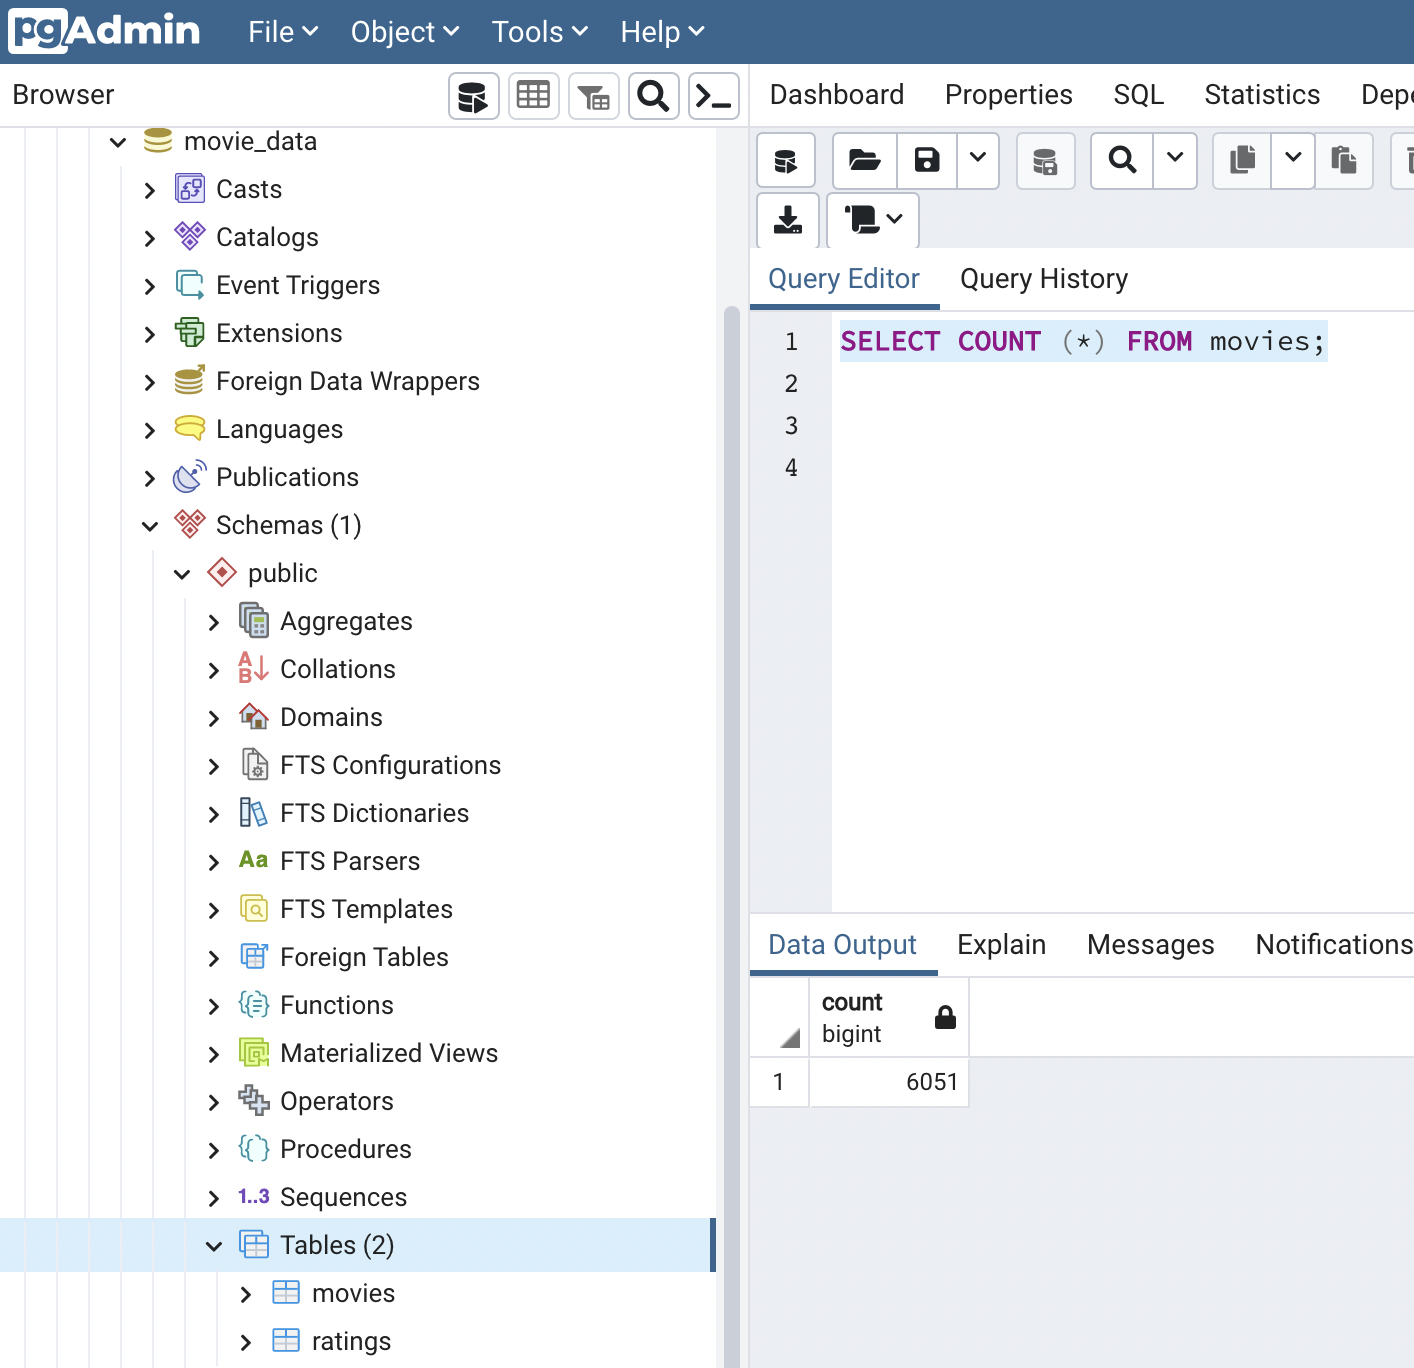 pgAdmin File Object Tools Help
Browser
Dashboard Properties SQL Statistics Depe
movie_data
Casts
Catalogs
Event Triggers
Extensions
Foreign Data Wrappers
Languages
Publications
Schemas (1)
public
Aggregates
Collations
Domains
FTS Configurations
FTS Dictionaries
Aa FTS Parsers
FTS Templates
Foreign Tables
Functions
Materialized Views
Operators
Procedures
1..3 Sequences
Tables (2)
movies
ratings
Query Editor Query History
1 SELECT COUNT (*) FROM movies;
2
3
4
Data Output Explain Messages Notifications
count
bigint
1 6051